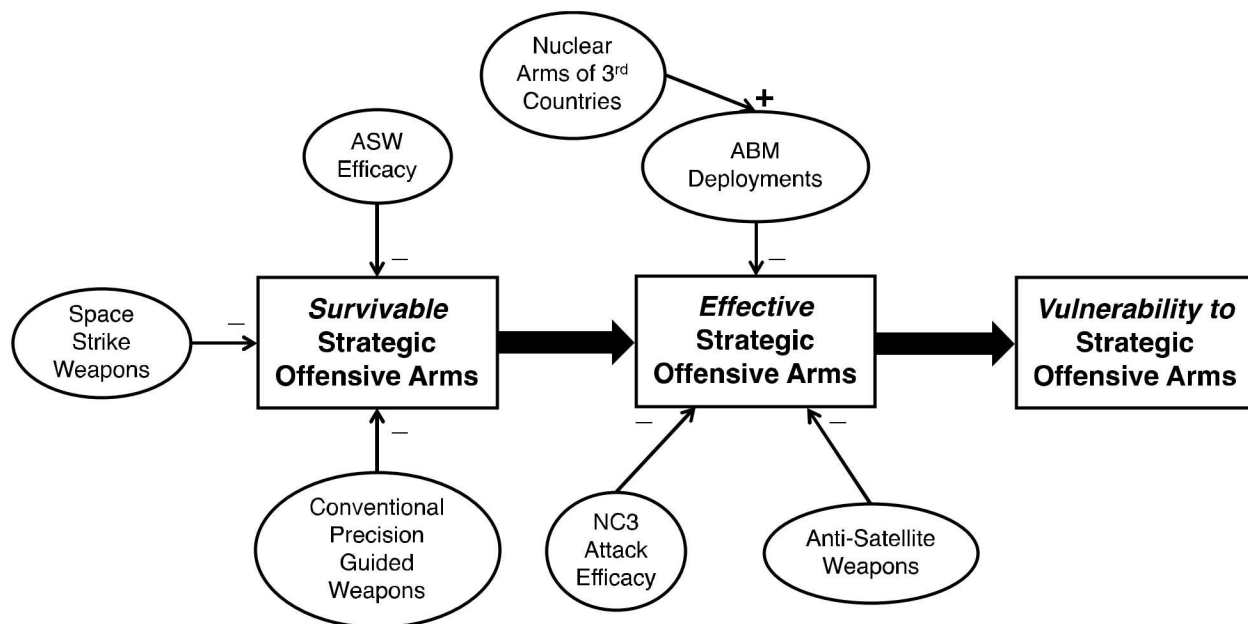 Nuclear
Arms of 3rd
Countries
+
ASW
Efficacy
ABM
Deployments
–
–
Space
Strike
Weapons
–
Survivable
Strategic
Offensive Arms
Effective
Strategic
Offensive Arms
Vulnerability to
Strategic
Offensive Arms
–
–
–
Conventional
Precision
Guided
Weapons
NC3
Attack
Efficacy
Anti-Satellite
Weapons